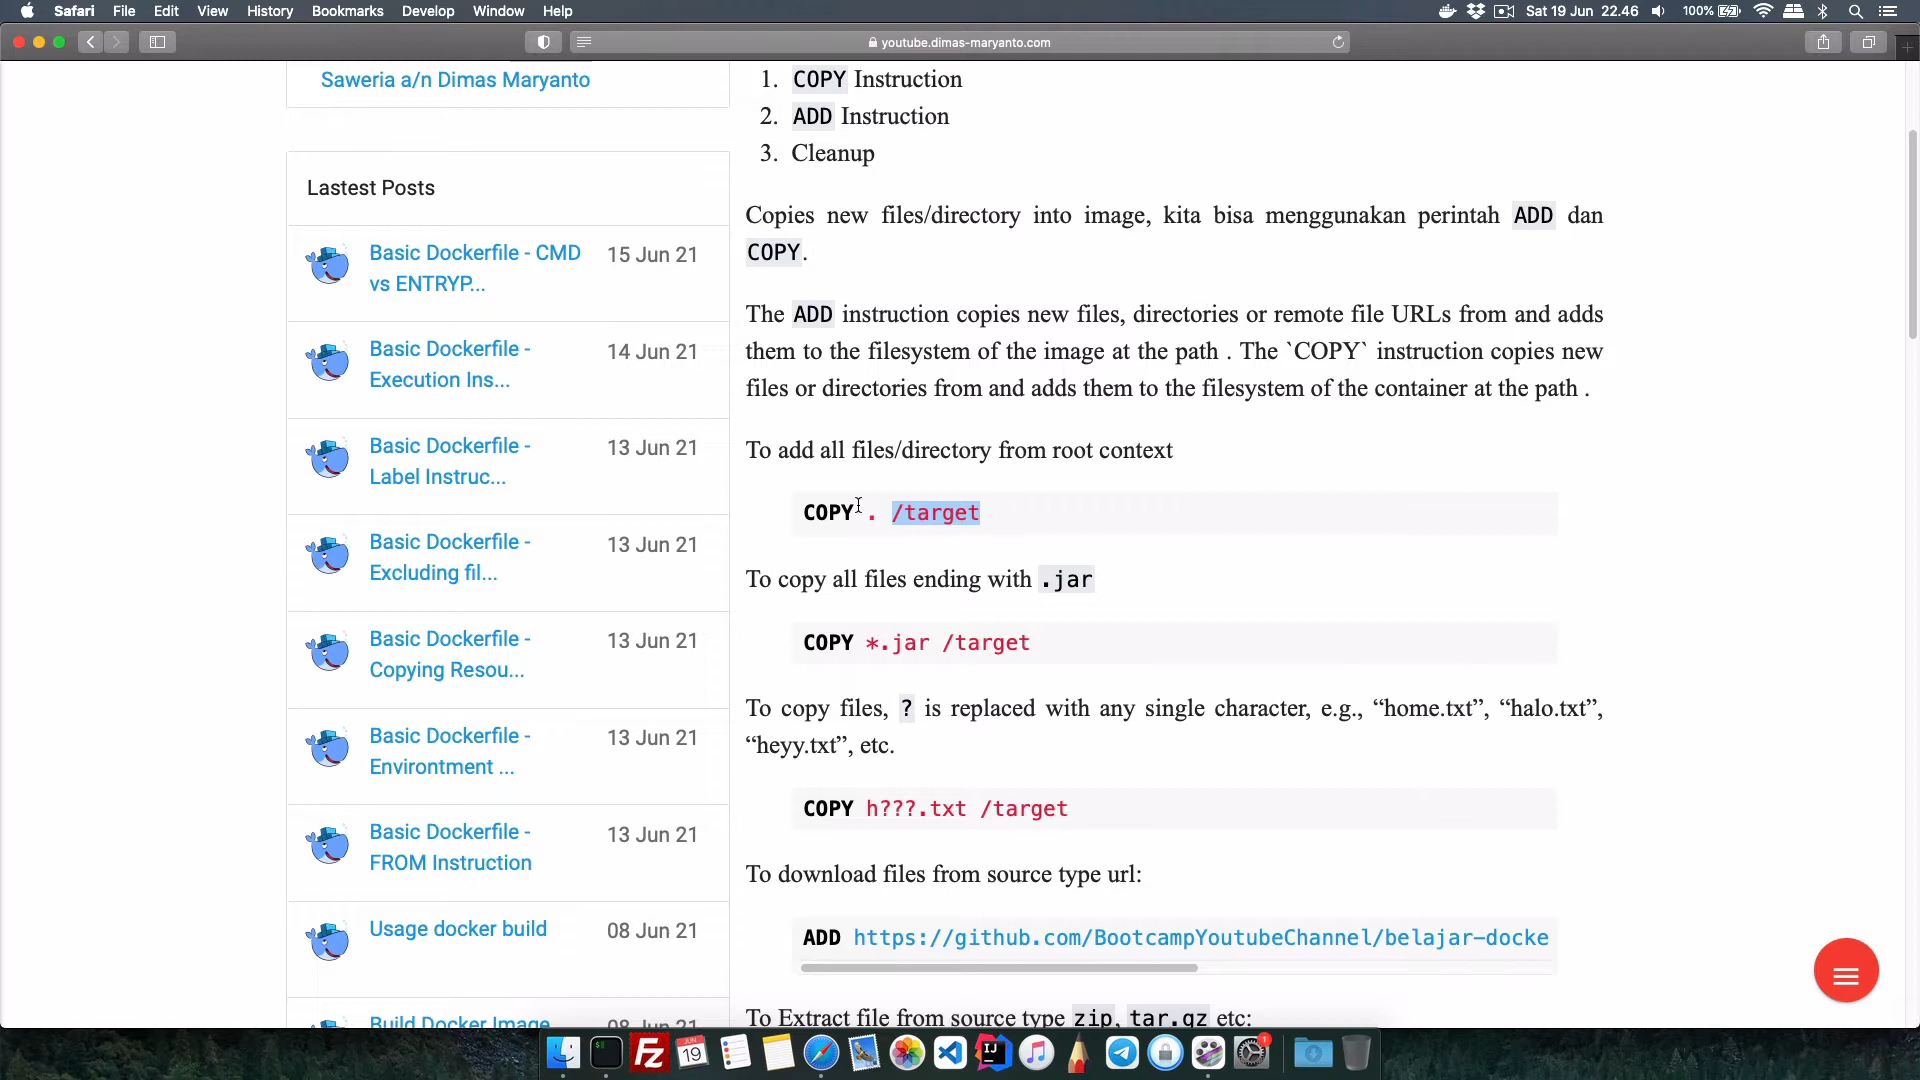 Safari File Edit View History Bookmarks Develop Window Help
Sat 19 Jun 22.46 100%
youtube.dimas-maryanto.com
Saweria a/n Dimas Maryanto
Lastest Posts
Basic Dockerfile - CMD
vs ENTRYP...
15 Jun 21
Basic Dockerfile -
Execution Ins...
14 Jun 21
Basic Dockerfile -
Label Instruc...
13 Jun 21
Basic Dockerfile -
Excluding fil...
13 Jun 21
Basic Dockerfile -
Copying Resou...
13 Jun 21
Basic Dockerfile -
Environtment ...
13 Jun 21
Basic Dockerfile -
FROM Instruction
13 Jun 21
Usage docker build
08 Jun 21
Build Docker Image
08 Jun 21
1. COPY Instruction
2. ADD Instruction
3. Cleanup
Copies new files/directory into image, kita bisa menggunakan perintah ADD dan
COPY.
The ADD instruction copies new files, directories or remote file URLs from and adds
them to the filesystem of the image at the path . The `COPY` instruction copies new
files or directories from and adds them to the filesystem of the container at the path .
To add all files/directory from root context
COPY . /target
To copy all files ending with .jar
COPY *.jar /target
To copy files, ? is replaced with any single character, e.g., “home.txt”, “halo.txt”,
“heyy.txt”, etc.
COPY h???.txt /target
To download files from source type url:
ADD https://github.com/BootcampYoutubeChannel/belajar-docke
To Extract file from source type zip, tar.gz etc:
JUN
19
1